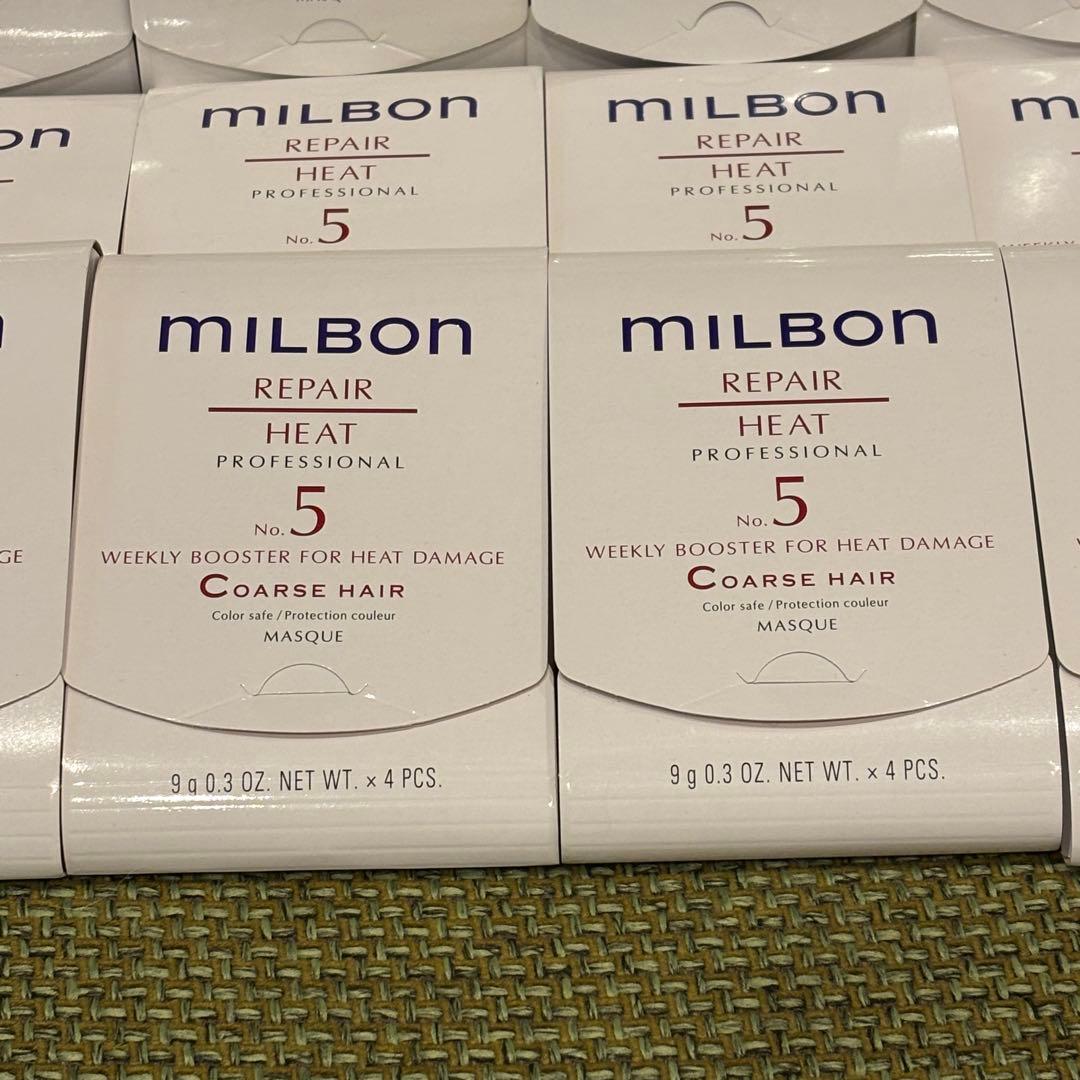 MILBON
REPAIR
HEAT
PROFESSIONAL
No. 5
MILBON
REPAIR
HEAT
PROFESSIONAL
No. 5
MILBON
REPAIR
HEAT
PROFESSIONAL
No. 5
WEEKLY BOOSTER FOR HEAT DAMAGE
COARSE HAIR
Color safe / Protection couleur
MASQUE
9 g 0.3 OZ. NET WT. × 4 PCS.
MILBON
REPAIR
HEAT
PROFESSIONAL
No. 5
WEEKLY BOOSTER FOR HEAT DAMAGE
COARSE HAIR
Color safe / Protection couleur
MASQUE
9 g 0.3 OZ. NET WT. × 4 PCS.